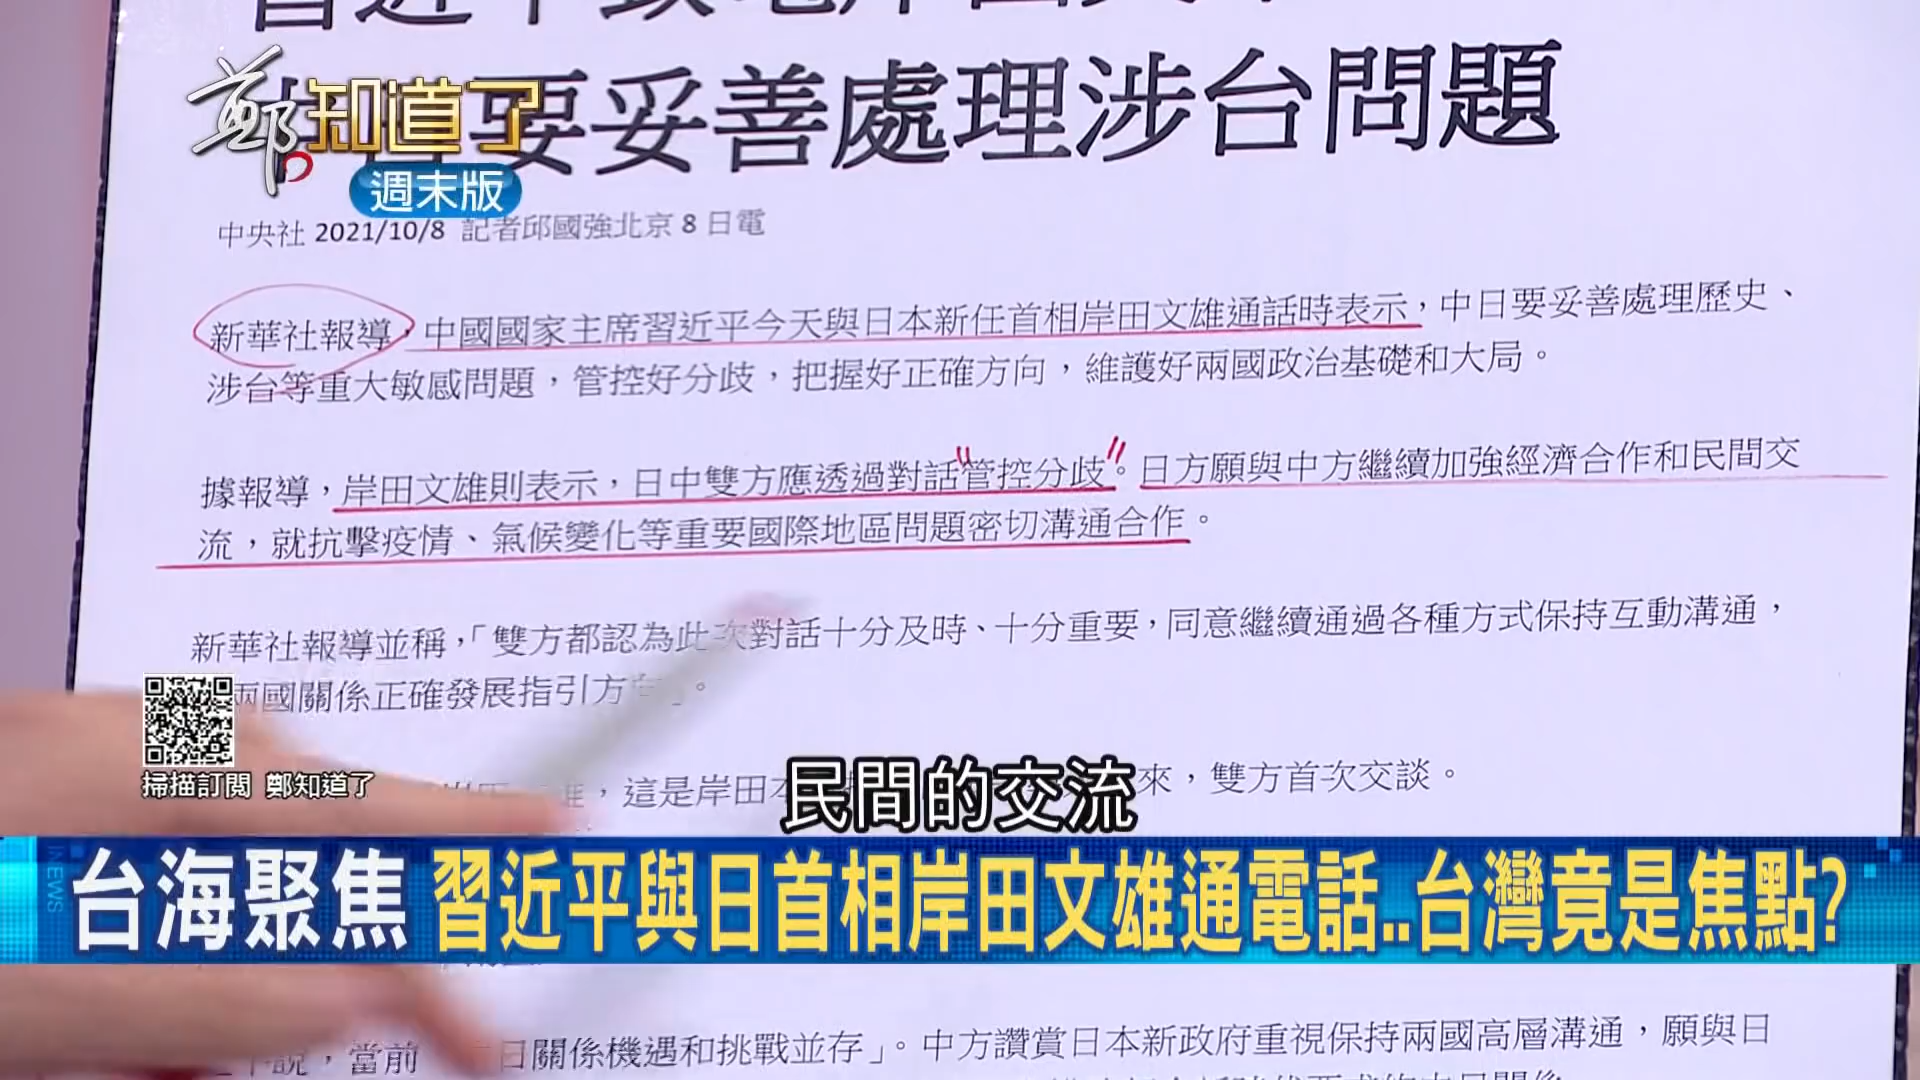 習近平致電岸田文雄
要妥善處理涉台問題
鄭知道了
週末版
中央社 2021/10/8 記者邱國強北京 8 日電
新華社報導,中國國家主席習近平今天與日本新任首相岸田文雄通話時表示,中日要妥善處理歷史、
涉台等重大敏感問題,管控好分歧,把握好正確方向,維護好兩國政治基礎和大局。
據報導,岸田文雄則表示,日中雙方應透過對話"管控分歧"。日方願與中方繼續加強經濟合作和民間交
流,就抗擊疫情、氣候變化等重要國際地區問題密切溝通合作。
新華社報導並稱,「雙方都認為此次對話十分及時、十分重要,同意繼續通過各種方式保持互動溝通,
兩國關係正確發展指引方向」。
掃描訂閱 鄭知道了
,這是岸田 來,雙方首次交談。
民間的交流
INEWS
台海聚焦 習近平與日首相岸田文雄通電話..台灣竟是焦點?
說,當前 日關係機遇和挑戰並存」。中方讚賞日本新政府重視保持兩國高層溝通,願與日